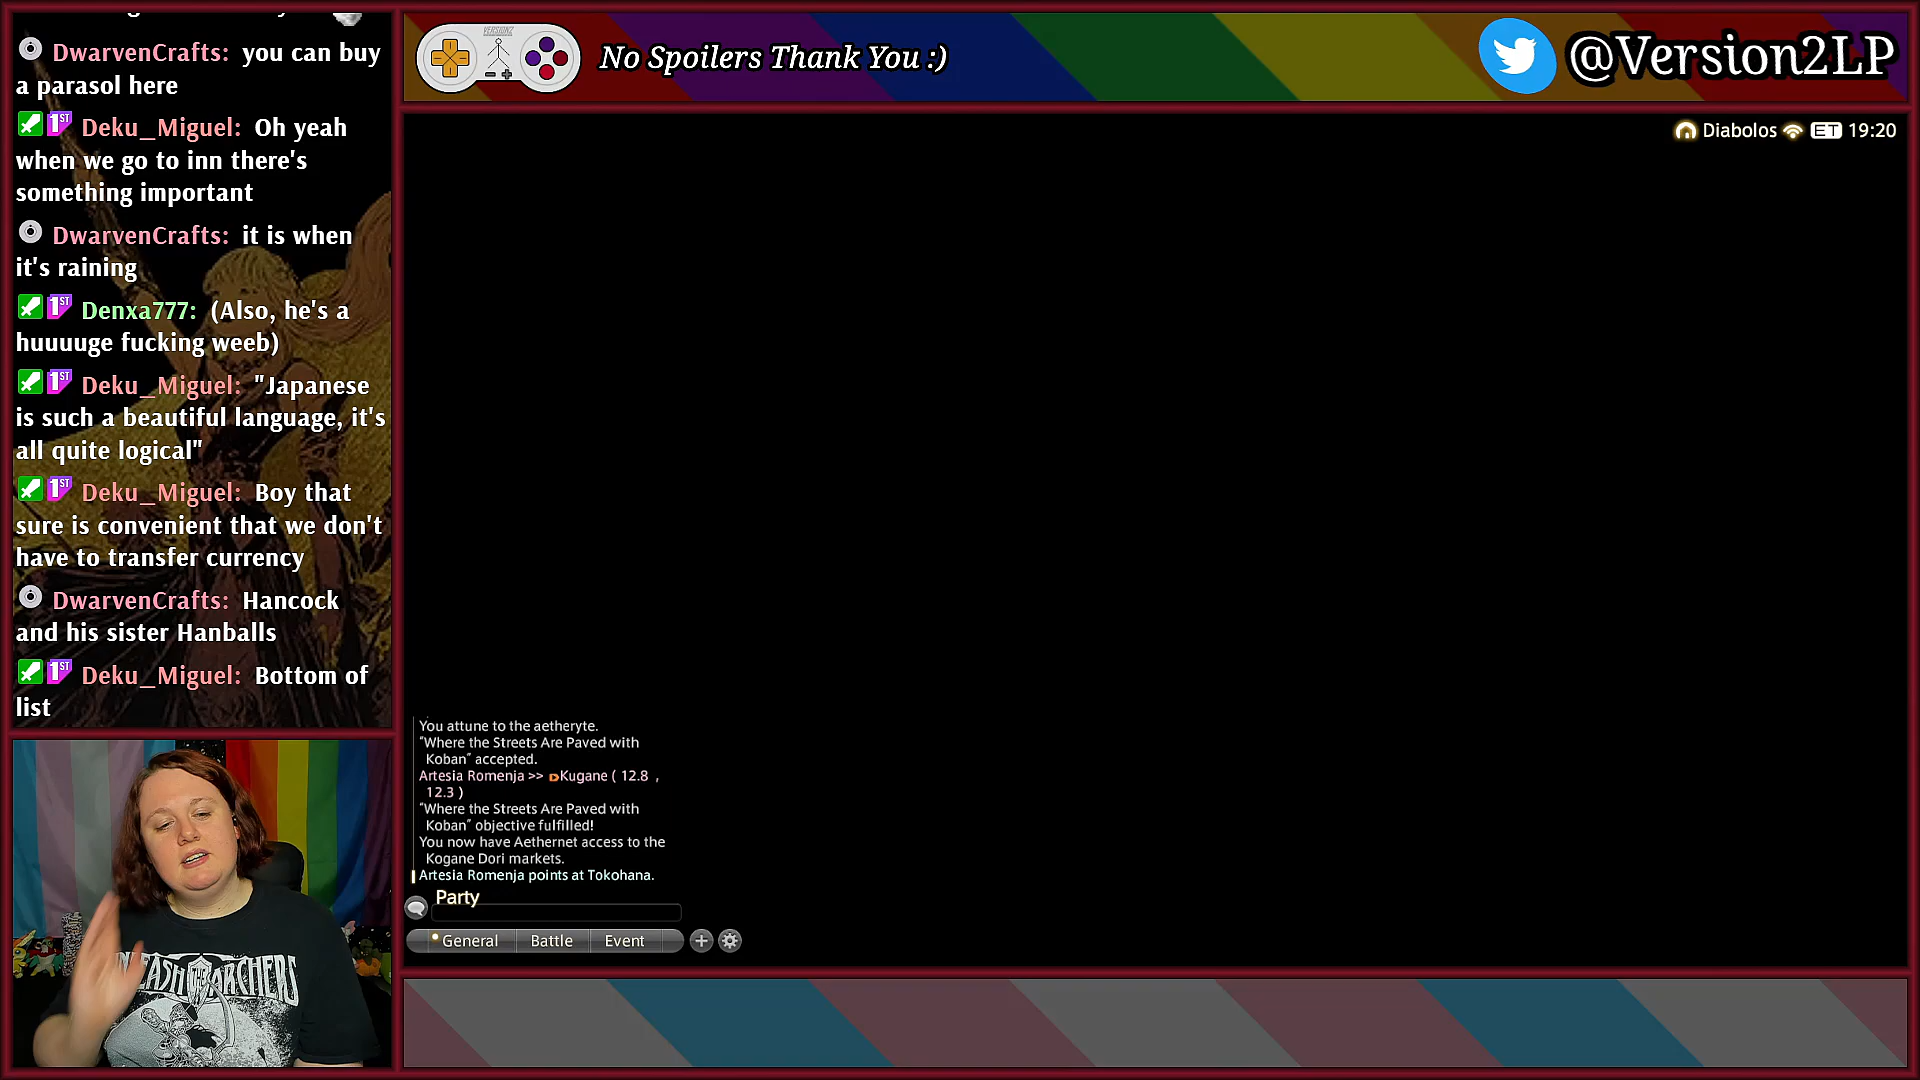 DwarvenCrafts: you can buy
a parasol here
1ST Deku_Miguel: Oh yeah
when we go to inn there's
something important
DwarvenCrafts: it is when
it's raining
1ST Denxa777: (Also, he's a
huuuuge fucking weeb)
1ST Deku_Miguel: "Japanese
is such a beautiful language, it's
all quite logical"
1ST Deku_Miguel: Boy that
sure is convenient that we don't
have to transfer currency
DwarvenCrafts: Hancock
and his sister Hanballs
1ST Deku_Miguel: Bottom of
list
No Spoilers Thank You :)
@Version2LP
Diabolos ET 19:20
You attune to the aetheryte.
"Where the Streets Are Paved with
Koban" accepted.
Artesia Romenja >> Kugane ( 12.8 ,
12.3 )
"Where the Streets Are Paved with
Koban" objective fulfilled!
You now have Aethernet access to the
Kogane Dori markets.
Artesia Romenja points at Tokohana.
Party
General Battle Event